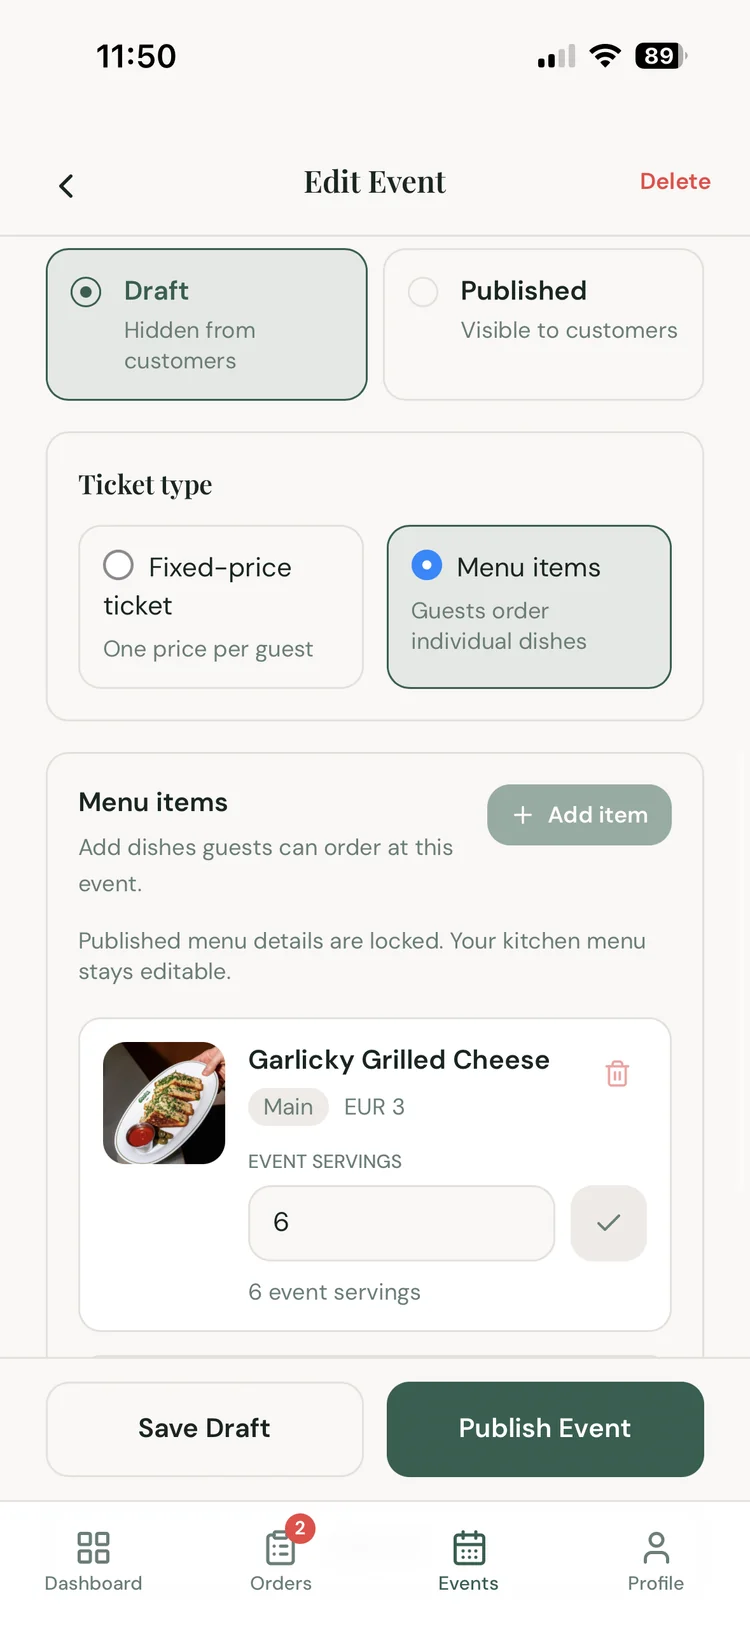 11:50
89
Edit Event
Delete
Draft
Hidden from
customers
Published
Visible to customers
Ticket type
Fixed-price
ticket
One price per guest
Menu items
Guests order
individual dishes
Menu items
+ Add item
Add dishes guests can order at this
event.
Published menu details are locked. Your kitchen menu
stays editable.
Garlicky Grilled Cheese
Main
EUR 3
EVENT SERVINGS
6
6 event servings
Save Draft
Publish Event
2
Dashboard
Orders
Events
Profile